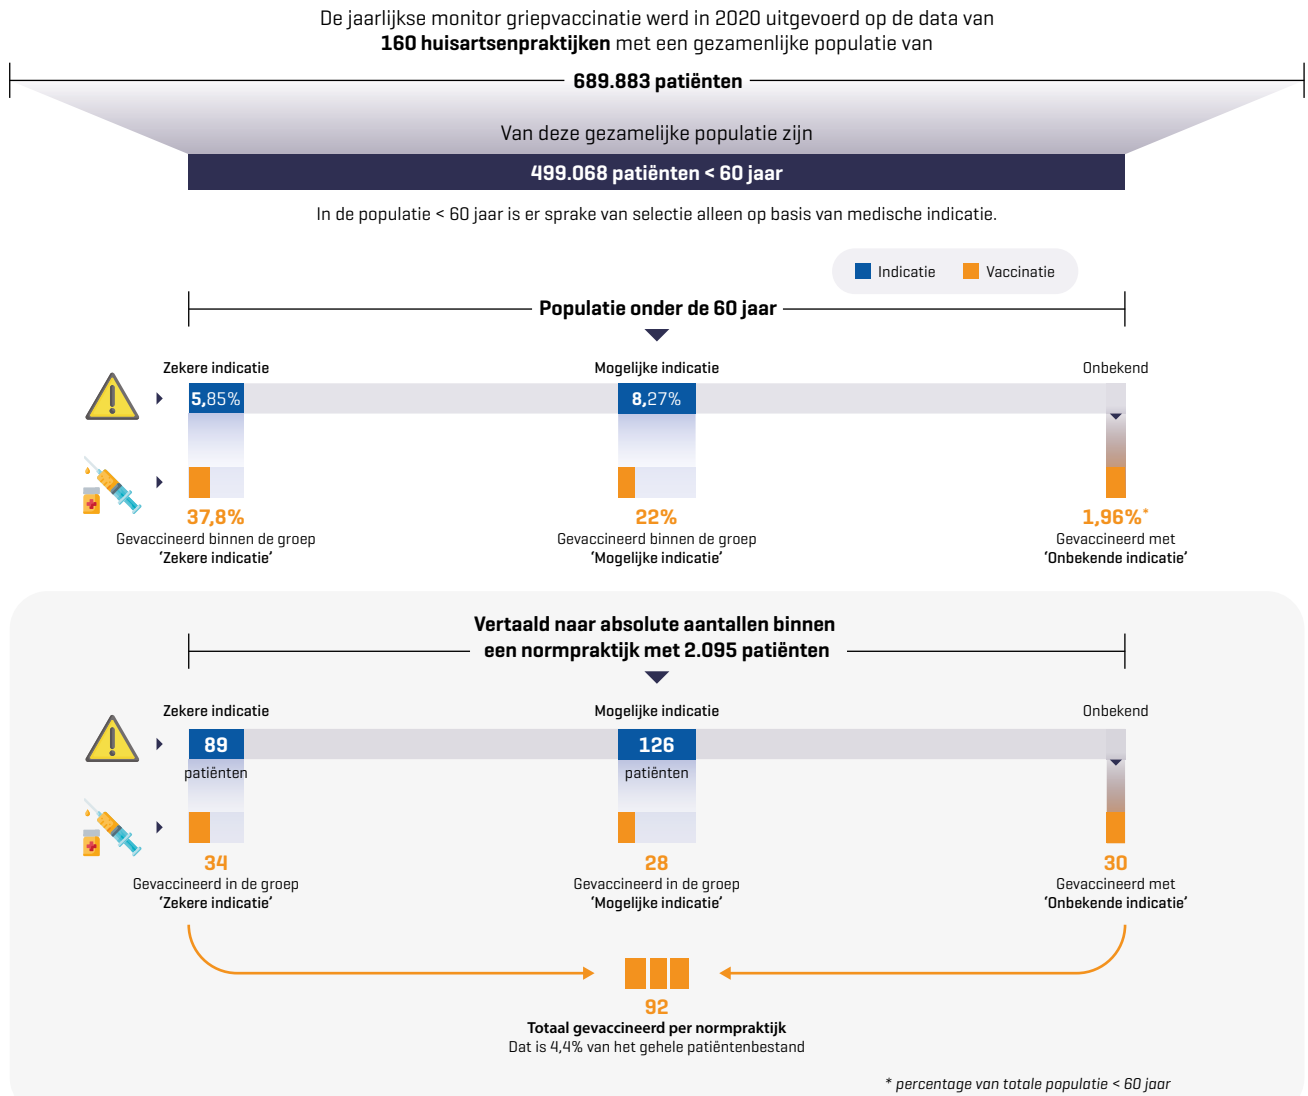 De jaarlijkse monitor griepvaccinatie werd in 2020 uitgevoerd op de data van
160 huisartsenpraktijken met een gezamenlijke populatie van
689.883 patiënten
Van deze gezamelijke populatie zijn
499.068 patiënten < 60 jaar
In de populatie < 60 jaar is er sprake van selectie alleen op basis van medische indicatie.
Indicatie Vaccinatie
Populatie onder de 60 jaar
Zekere indicatie Mogelijke indicatie Onbekend
5,85% 8,27%
37,8% 22% 1,96%*
Gevaccineerd binnen de groep Gevaccineerd binnen de groep Gevaccineerd met
‘Zekere indicatie’ ‘Mogelijke indicatie’ ‘Onbekende indicatie’
Vertaald naar absolute aantallen binnen
een normpraktijk met 2.095 patiënten
Zekere indicatie Mogelijke indicatie Onbekend
89 126
patiënten patiënten
34 28 30
Gevaccineerd in de groep Gevaccineerd in de groep Gevaccineerd met
‘Zekere indicatie’ ‘Mogelijke indicatie’ ‘Onbekende indicatie’
92
Totaal gevaccineerd per normpraktijk
Dat is 4,4% van het gehele patiëntenbestand
* percentage van totale populatie < 60 jaar